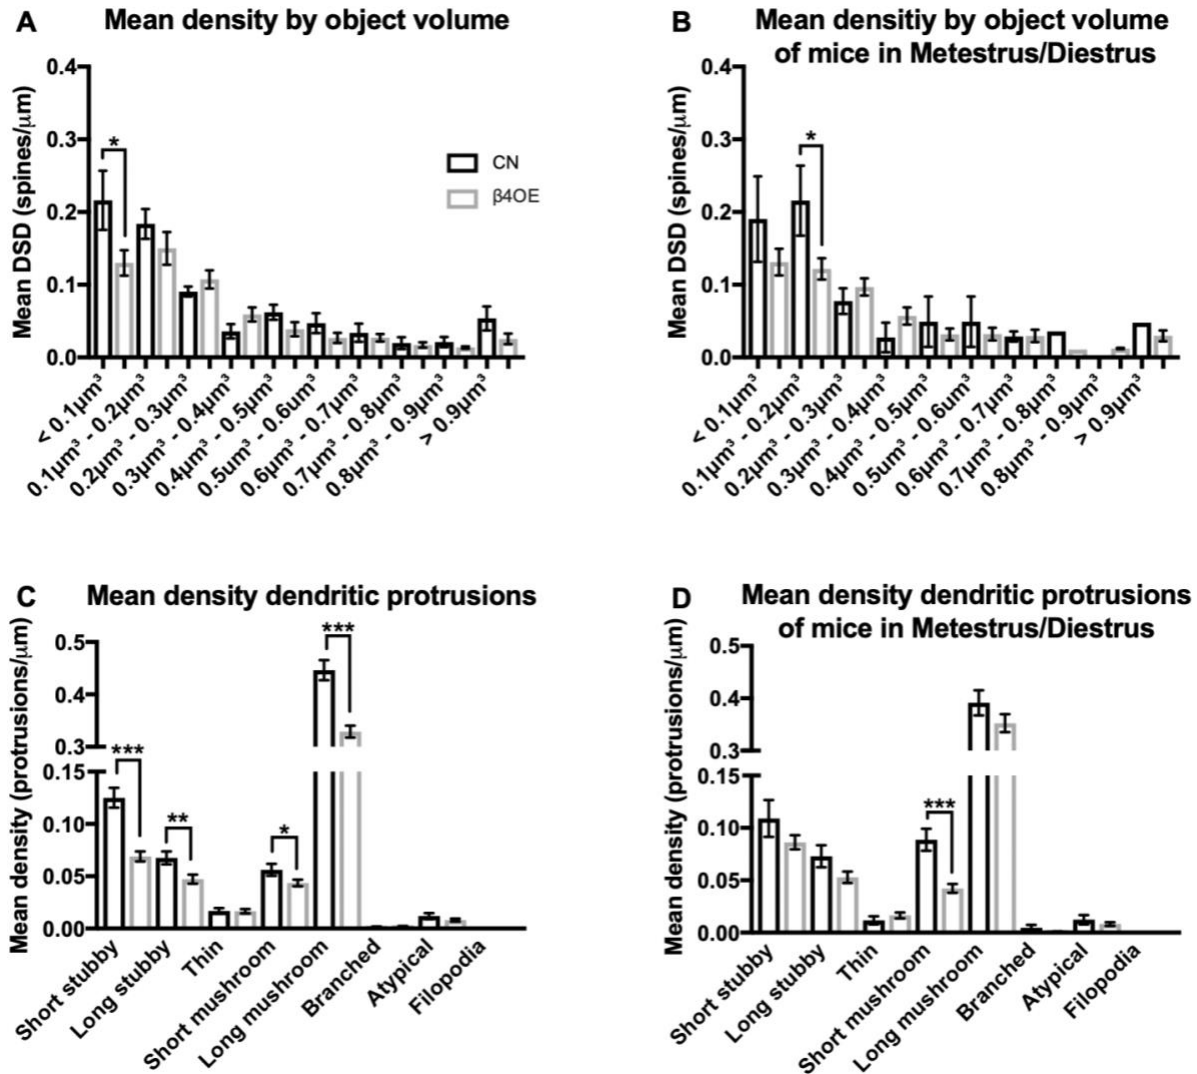 A
Mean density by object volume
Mean DSD (spines/μm)
0.4
0.3
0.2
0.1
0.0
*
CN
β4OE
< 0.1μm³
0.1μm³ - 0.2μm³
0.2μm³ - 0.3μm³
0.3μm³ - 0.4μm³
0.4μm³ - 0.5μm³
0.5μm³ - 0.6μm³
0.6μm³ - 0.7μm³
0.7μm³ - 0.8μm³
0.8μm³ - 0.9μm³
> 0.9μm³
B
Mean densitiy by object volume
of mice in Metestrus/Diestrus
Mean DSD (spines/μm)
0.4
0.3
0.2
0.1
0.0
*
< 0.1μm³
0.1μm³ - 0.2μm³
0.2μm³ - 0.3μm³
0.3μm³ - 0.4μm³
0.4μm³ - 0.5μm³
0.5μm³ - 0.6μm³
0.6μm³ - 0.7μm³
0.7μm³ - 0.8μm³
0.8μm³ - 0.9μm³
> 0.9μm³
C
Mean density dendritic protrusions
Mean density (protrusions/μm)
0.5
0.4
0.3
0.15
0.10
0.05
0.00
***
**
*
***
Short stubby
Long stubby
Thin
Short mushroom
Long mushroom
Branched
Atypical
Filopodia
D
Mean density dendritic protrusions
of mice in Metestrus/Diestrus
Mean density (protrusions/μm)
0.5
0.4
0.3
0.15
0.10
0.05
0.00
***
Short stubby
Long stubby
Thin
Short mushroom
Long mushroom
Branched
Atypical
Filopodia